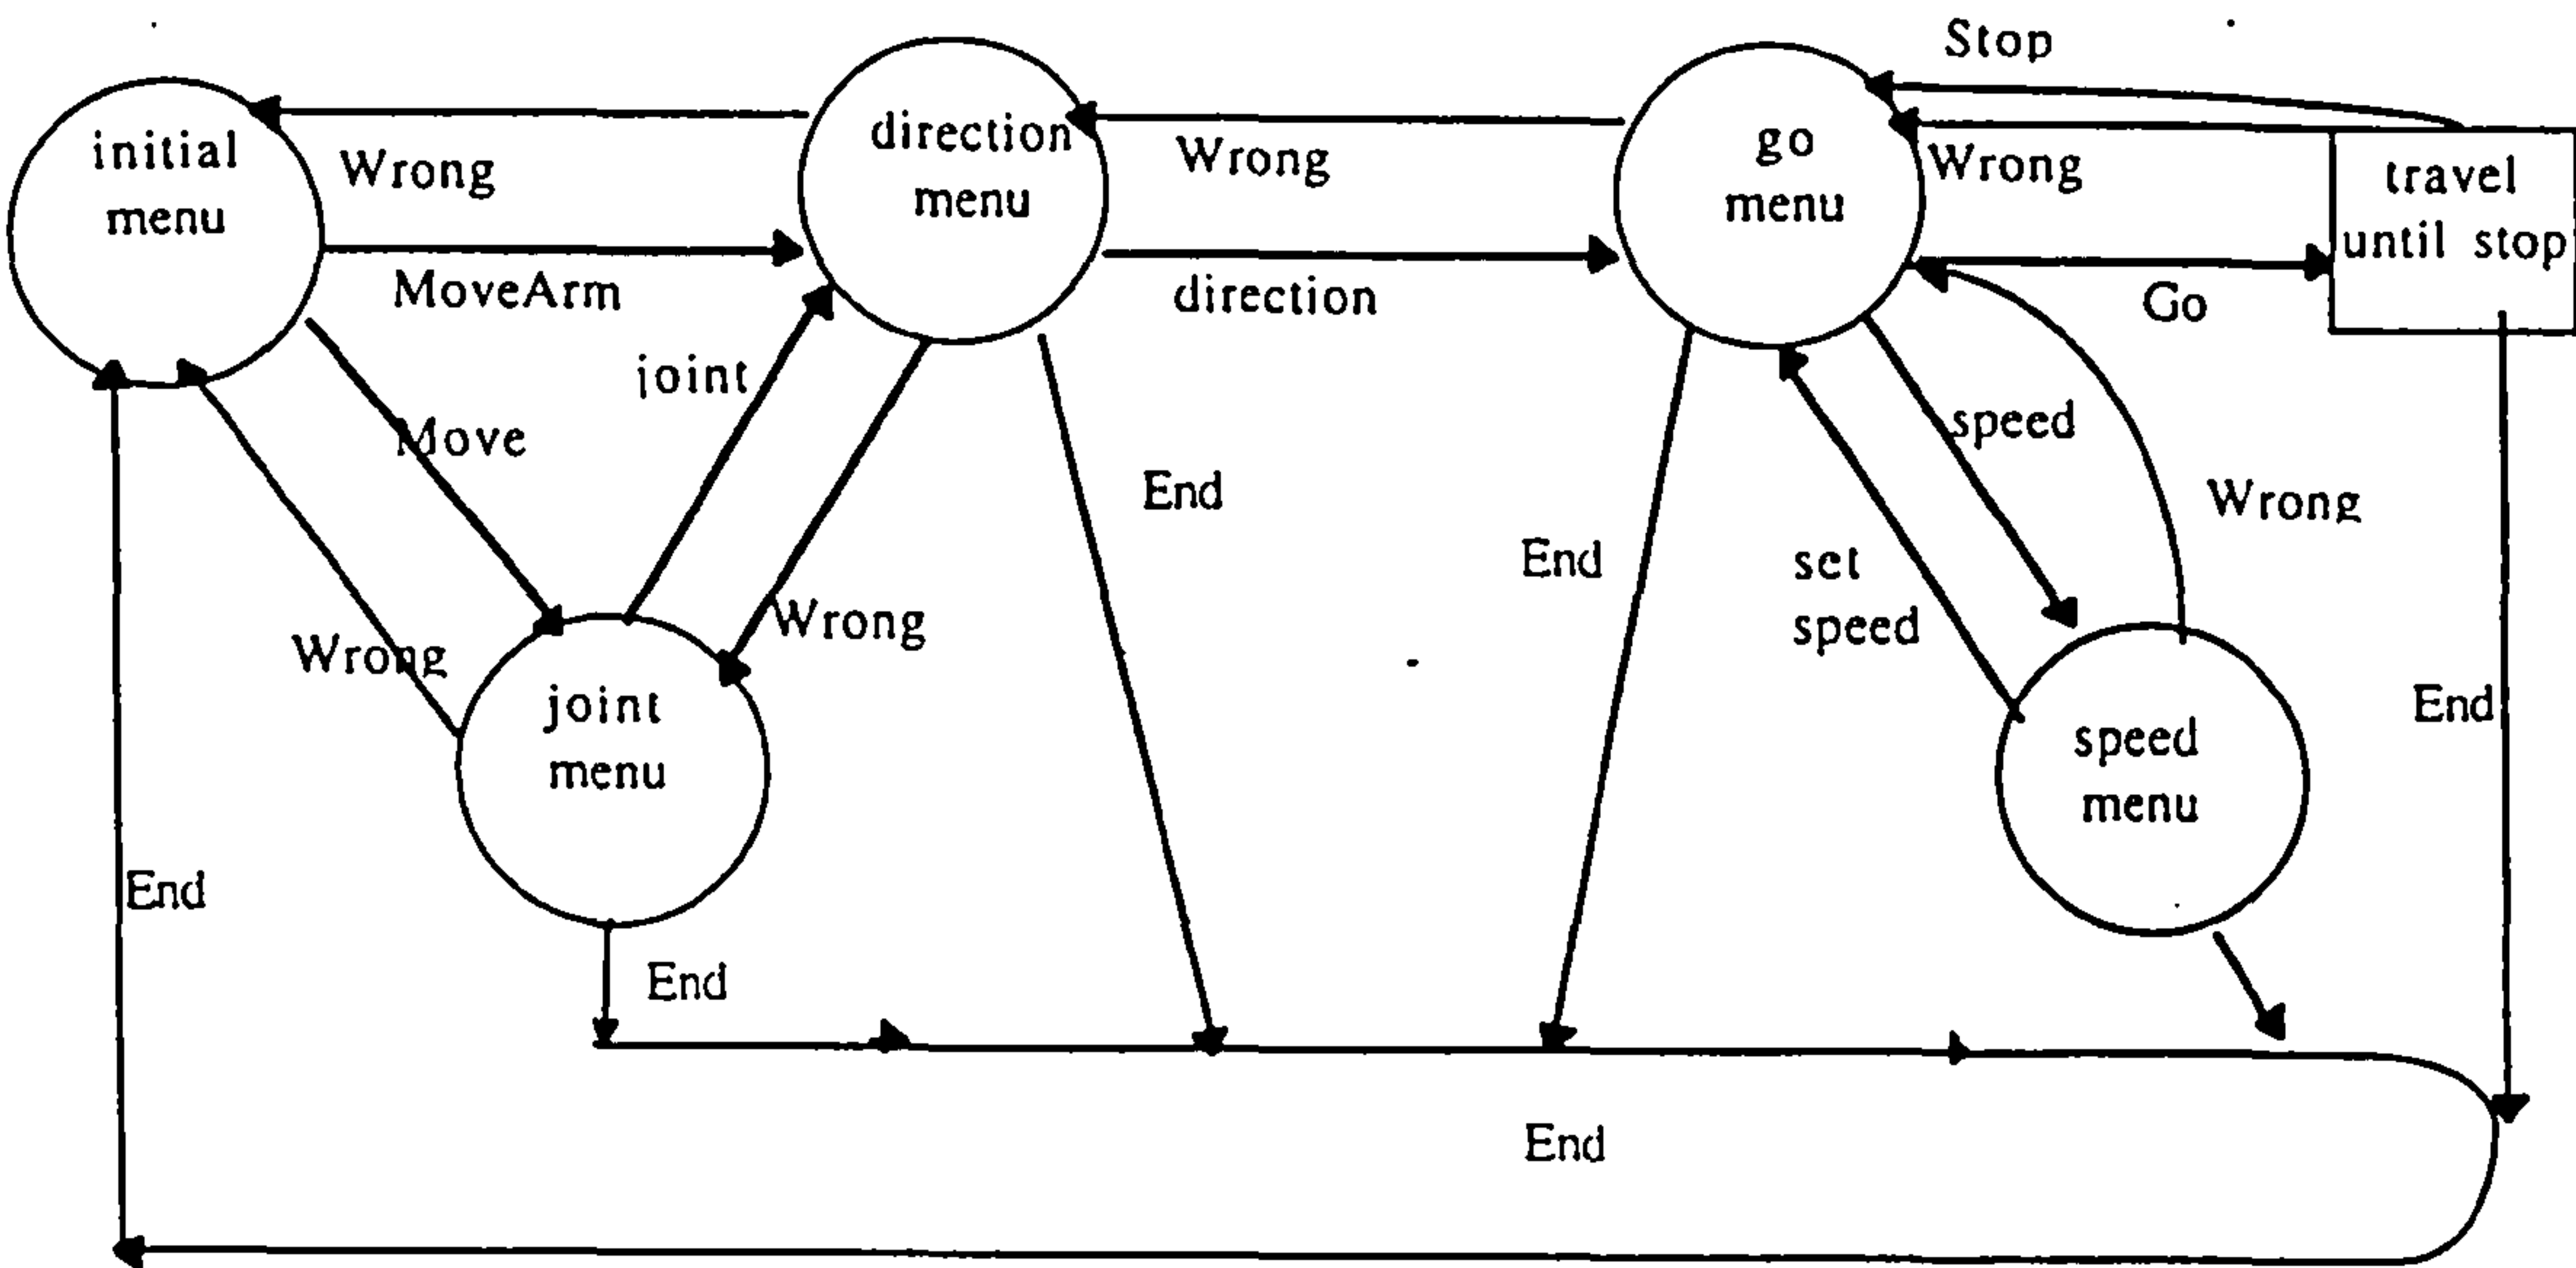 Stop
initial
menu
direction
menu
go
menu
travel
until stop
Wrong
Wrong
Wrong
MoveArm
direction
Go
joint
Move
speed
End
Wrong
End
set
speed
Wrong
Wrong
joint
menu
End
speed
menu
End
End
End